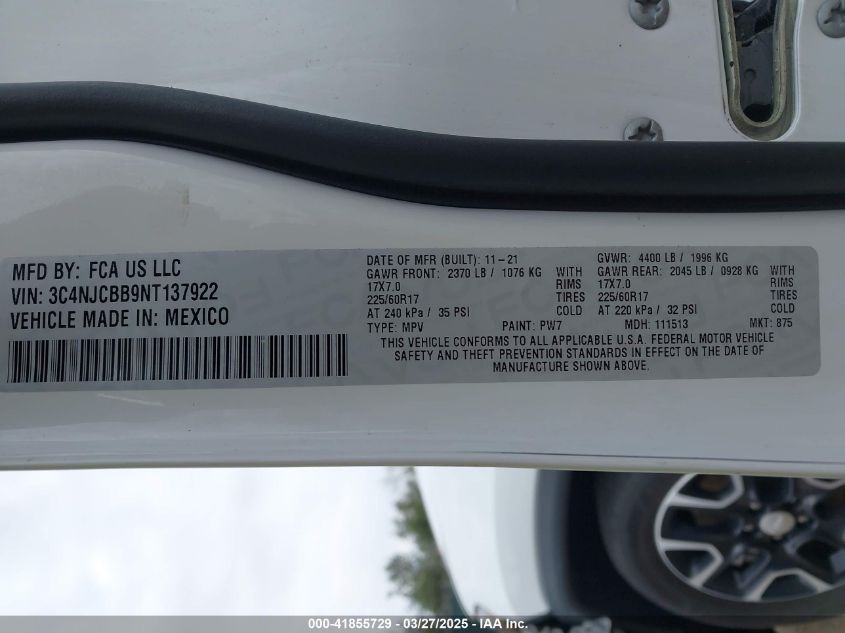 MFD BY: FCA US LLC
VIN: 3C4NJCBB9NT137922
VEHICLE MADE IN: MEXICO
DATE OF MFR (BUILT): 11-21
GAWR FRONT: 2370 LB / 1076 KG WITH
17X7.0 RIMS
225/60R17 TIRES
AT 240 kPa / 35 PSI COLD
TYPE: MPV PAINT: PW7
GVWR: 4400 LB / 1996 KG
GAWR REAR: 2045 LB / 0928 KG WITH
17X7.0 RIMS
225/60R17 TIRES
AT 220 kPa / 32 PSI COLD
MDH: 111513 MKT: 875
THIS VEHICLE CONFORMS TO ALL APPLICABLE U.S.A. FEDERAL MOTOR VEHICLE
SAFETY AND THEFT PREVENTION STANDARDS IN EFFECT ON THE DATE OF
MANUFACTURE SHOWN ABOVE.
000-41855729 - 03/27/2025 - IAAI.com